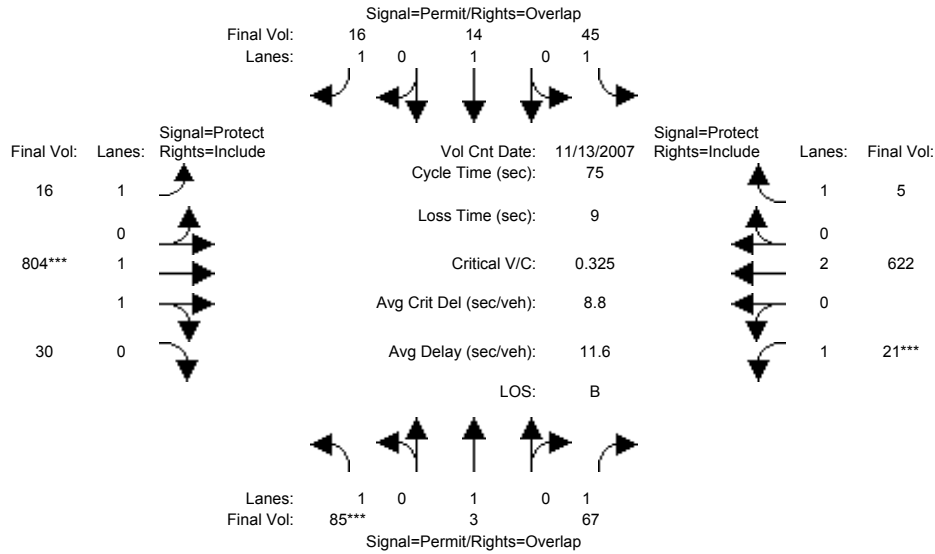 Signal=Permit/Rights=Overlap
Final Vol: 16 14 45
Lanes: 1 0 1 0 1
Signal=Protect Signal=Protect
Final Vol: Lanes: Rights=Include Vol Cnt Date: 11/13/2007 Rights=Include Lanes: Final Vol:
Cycle Time (sec): 75
16 1 1 5
Loss Time (sec): 9
0 0
804*** 1 Critical V/C: 0.325 2 622
1 Avg Crit Del (sec/veh): 8.8 0
30 0 Avg Delay (sec/veh): 11.6 1 21***
LOS: B
Lanes: 1 0 1 0 1
Final Vol: 85*** 3 67
Signal=Permit/Rights=Overlap